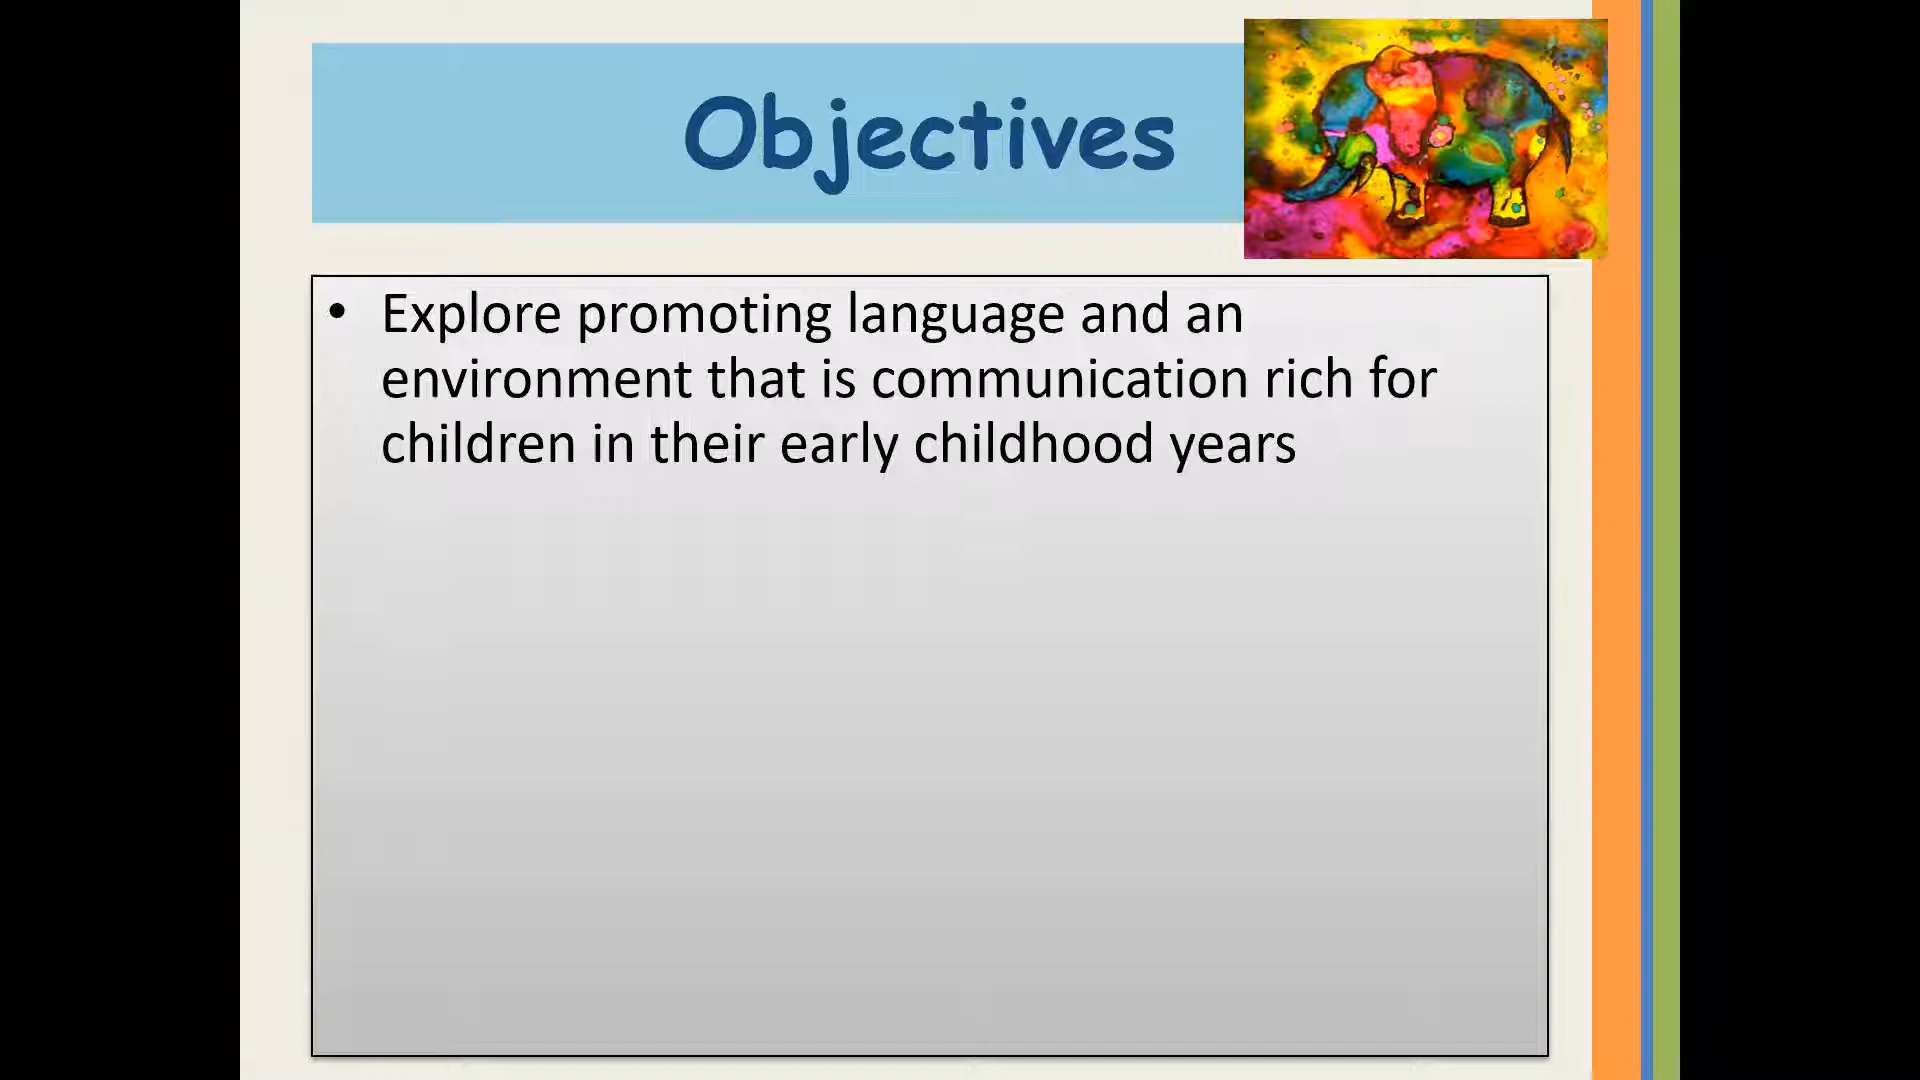 Objectives
• Explore promoting language and an
environment that is communication rich for
children in their early childhood years